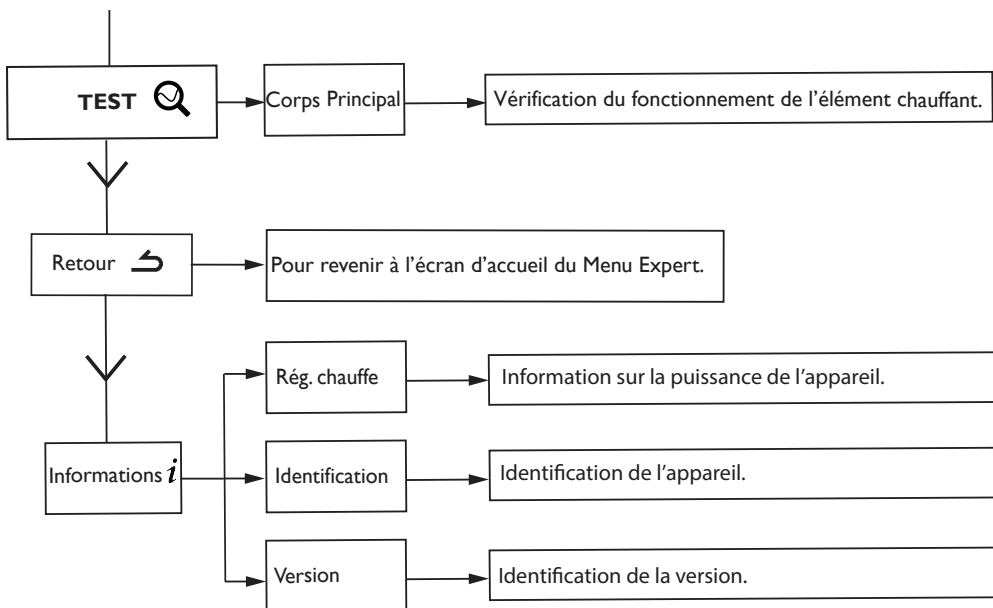 TEST
Corps Principal
Vérification du fonctionnement de l'élément chauffant.
Retour
Pour revenir à l'écran d'accueil du Menu Expert.
Rég. chauffe
Information sur la puissance de l'appareil.
Informations i
Identification
Identification de l'appareil.
Version
Identification de la version.